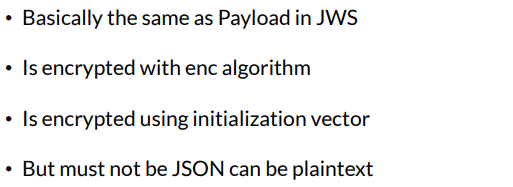 • Basically the same as Payload in JWS
• Is encrypted with enc algorithm
• Is encrypted using initialization vector
• But must not be JSON can be plaintext